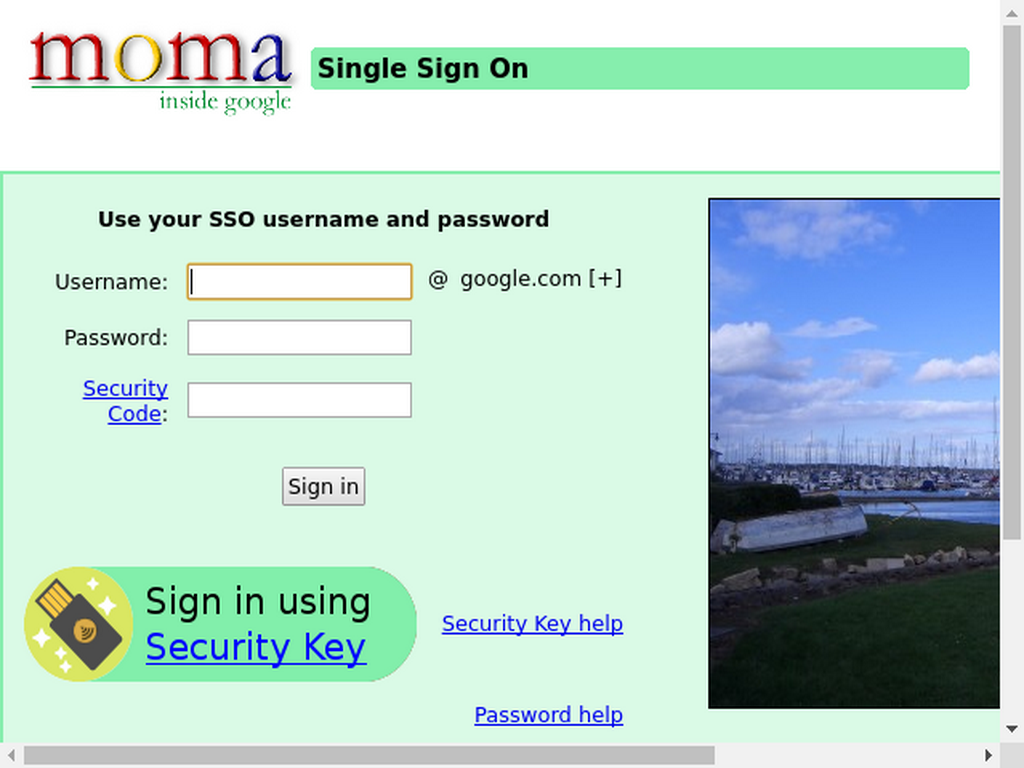 moma
inside google
Single Sign On
Use your SSO username and password
Username:
@ google.com [+]
Password:
Security
Code:
Sign in
Sign in using
Security Key
Security Key help
Password help